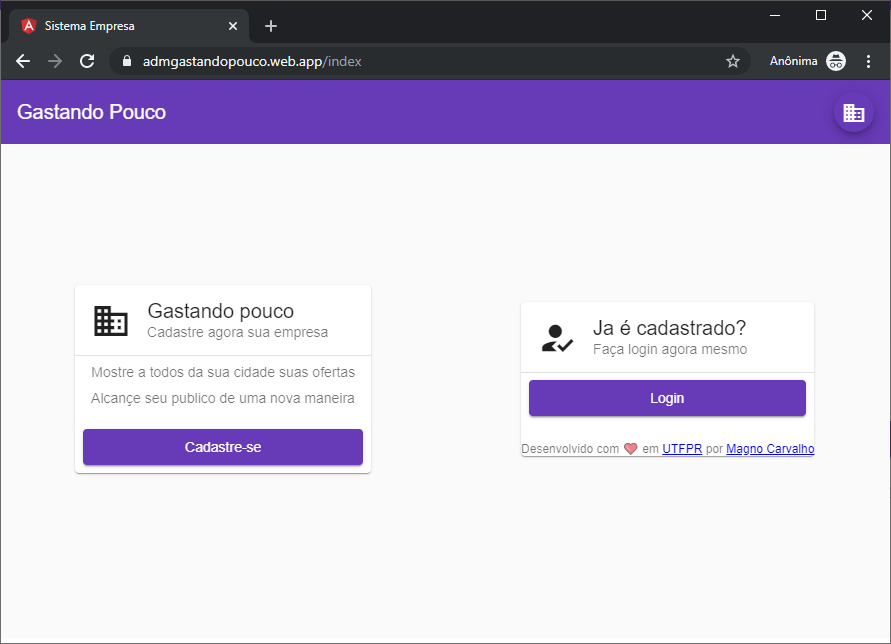 Sistema Empresa
admgastandopouco.web.app/index
Anônima
Gastando Pouco
Gastando pouco
Cadastre agora sua empresa
Mostre a todos da sua cidade suas ofertas
Alcançe seu publico de uma nova maneira
Cadastre-se
Ja é cadastrado?
Faça login agora mesmo
Login
Desenvolvido com ❤ em UTFPR por Magno Carvalho